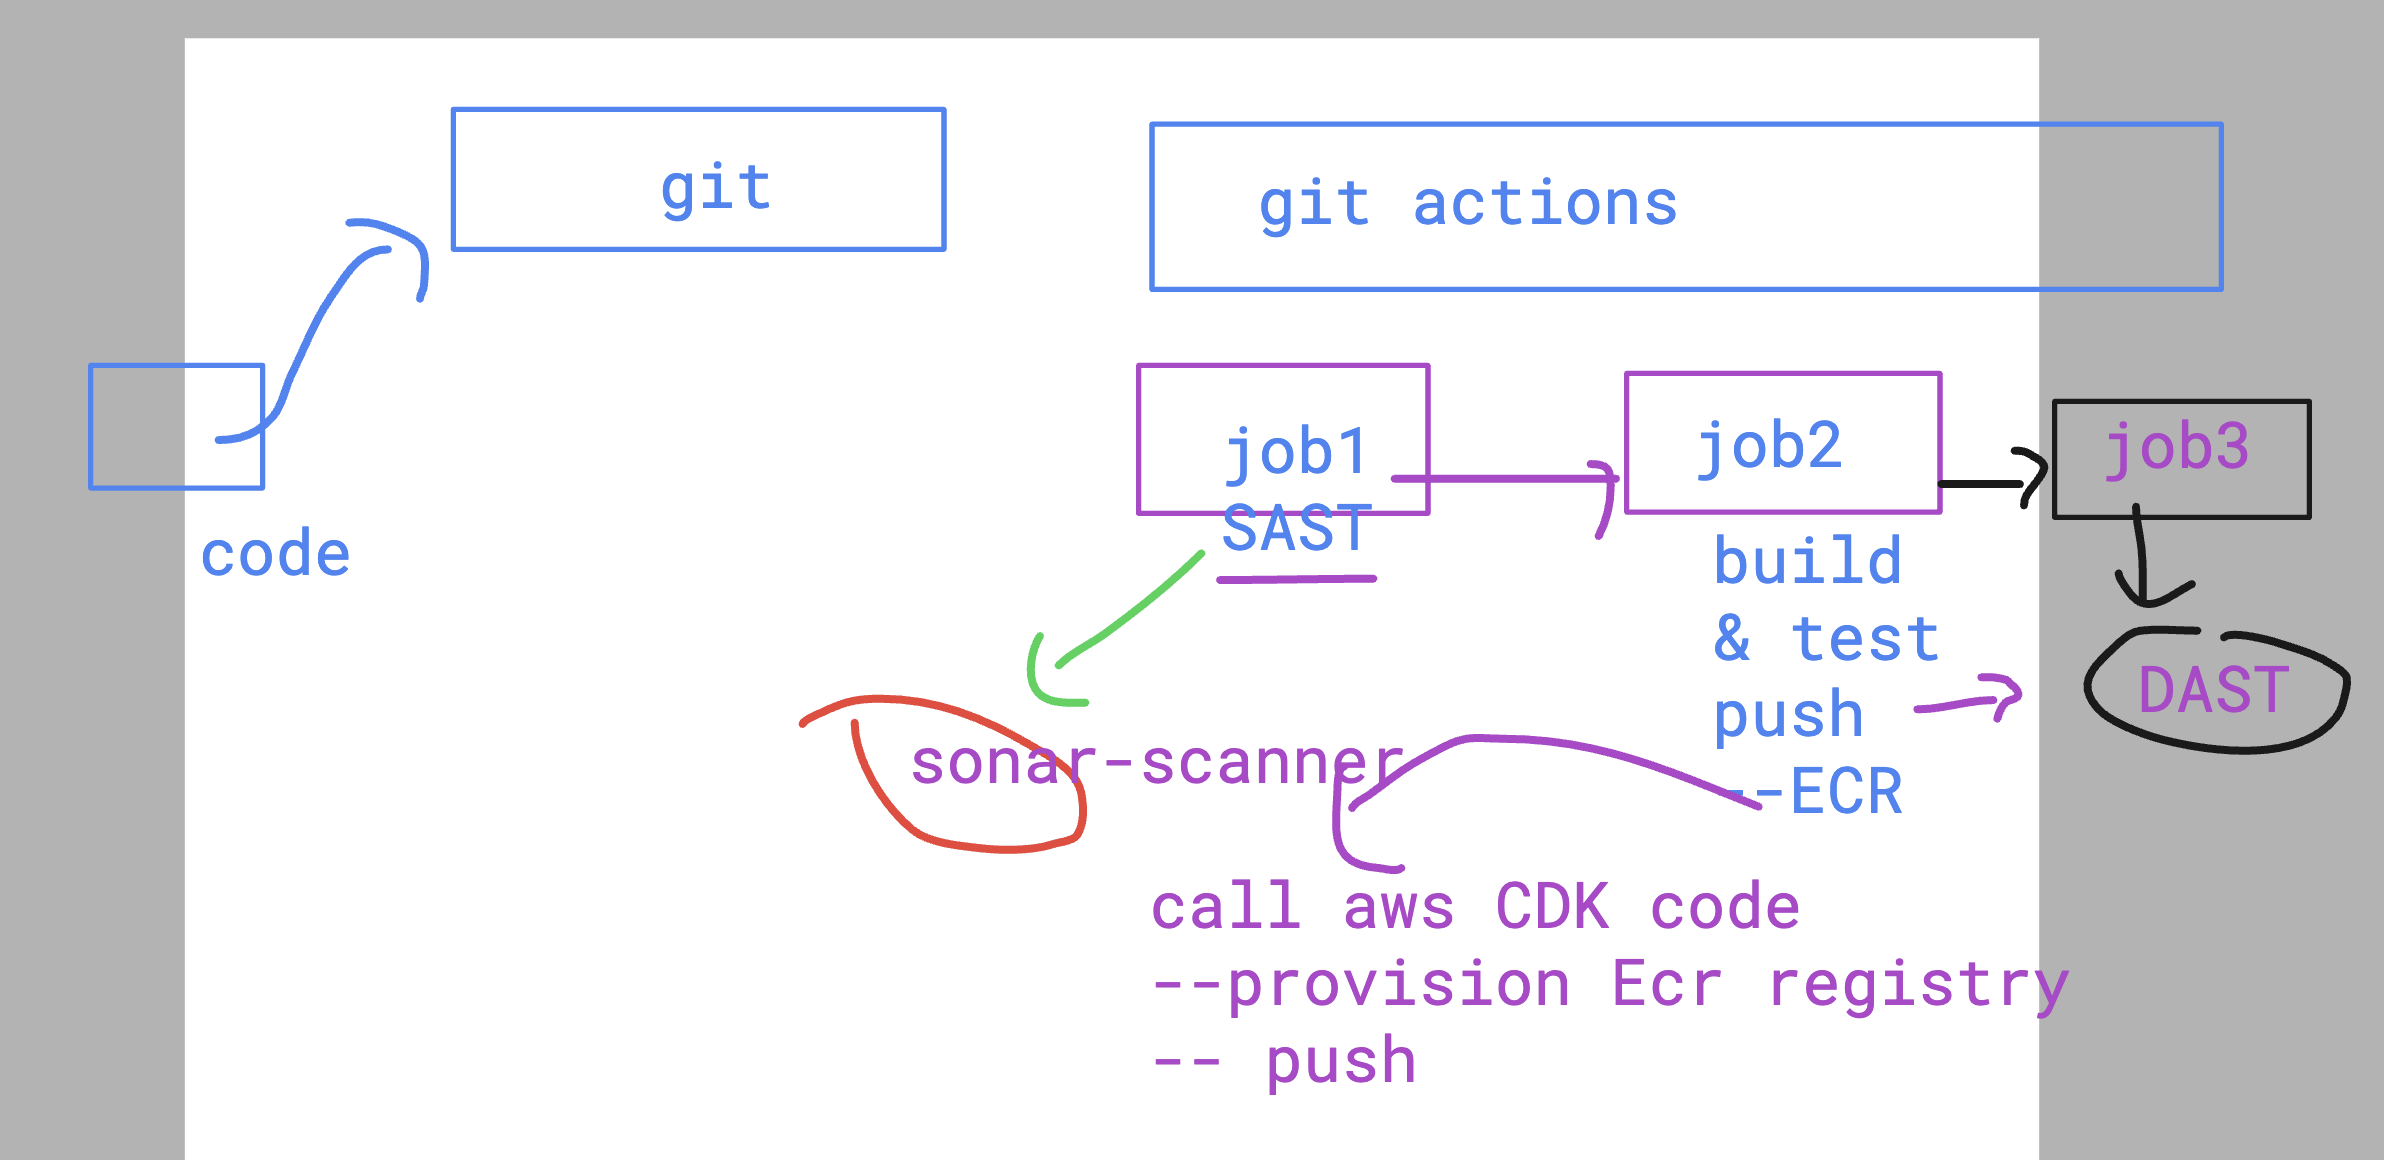 git
git actions
code
job1
SAST
job2
build
& test
push
--ECR
job3
DAST
sonar-scanner
call aws CDK code
--provision Ecr registry
-- push